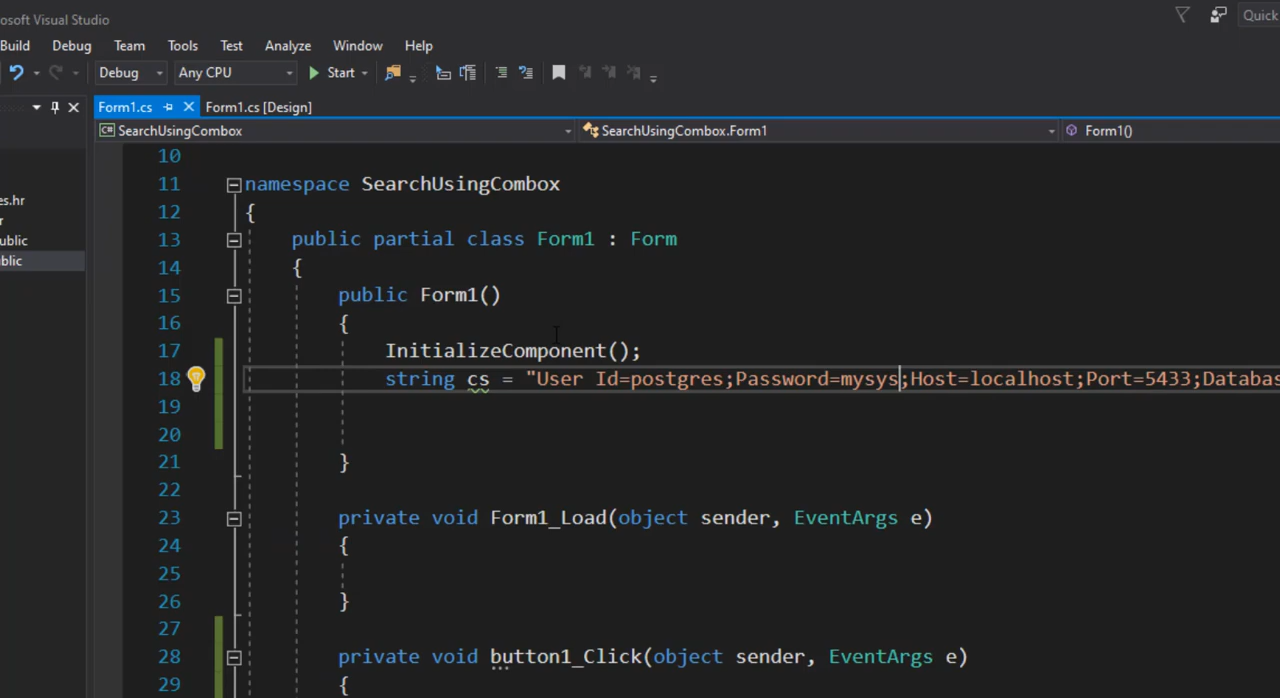 osoft Visual Studio
Quick
Build Debug Team Tools Test Analyze Window Help
Debug Any CPU Start
Form1.cs Form1.cs [Design]
SearchUsingCombox SearchUsingCombox.Form1 Form1()
es.hr
r
ublic
blic
10
11 namespace SearchUsingCombox
12 {
13 public partial class Form1 : Form
14 {
15 public Form1()
16 {
17 InitializeComponent();
18 string cs = "User Id=postgres;Password=mysys;Host=localhost;Port=5433;Databas
19
20
21 }
22
23 private void Form1_Load(object sender, EventArgs e)
24 {
25
26 }
27
28 private void button1_Click(object sender, EventArgs e)
29 {